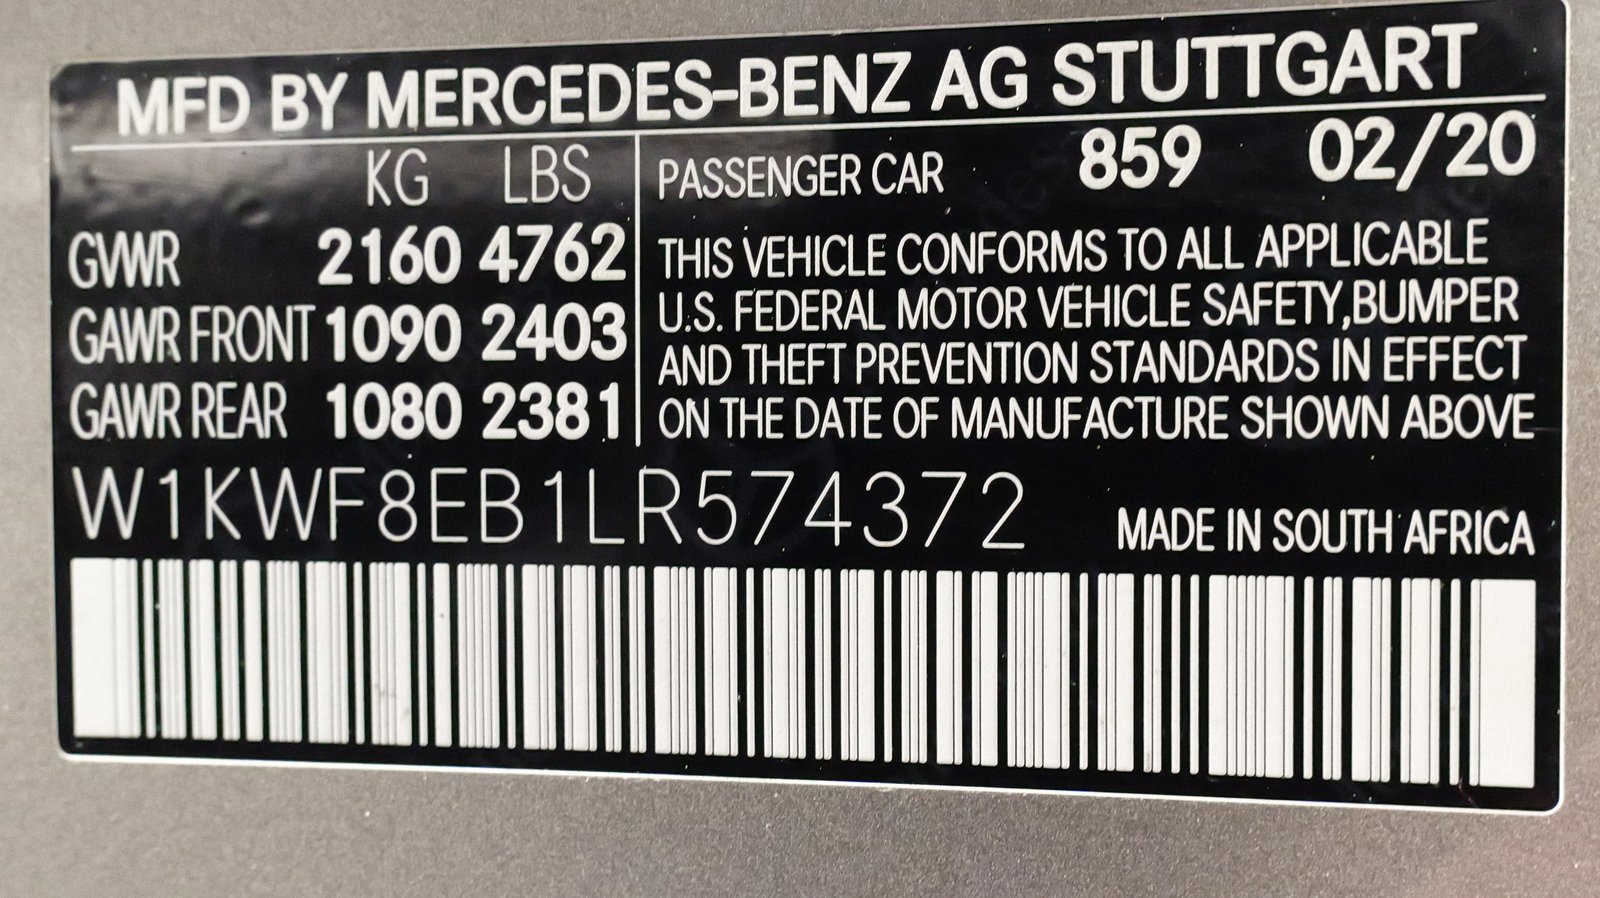 MFD BY MERCEDES-BENZ AG STUTTGART
KG LBS
GVWR 2160 4762
GAWR FRONT 1090 2403
GAWR REAR 1080 2381
PASSENGER CAR 859 02/20
THIS VEHICLE CONFORMS TO ALL APPLICABLE
U.S. FEDERAL MOTOR VEHICLE SAFETY,BUMPER
AND THEFT PREVENTION STANDARDS IN EFFECT
ON THE DATE OF MANUFACTURE SHOWN ABOVE
W1KWF8EB1LR574372
MADE IN SOUTH AFRICA